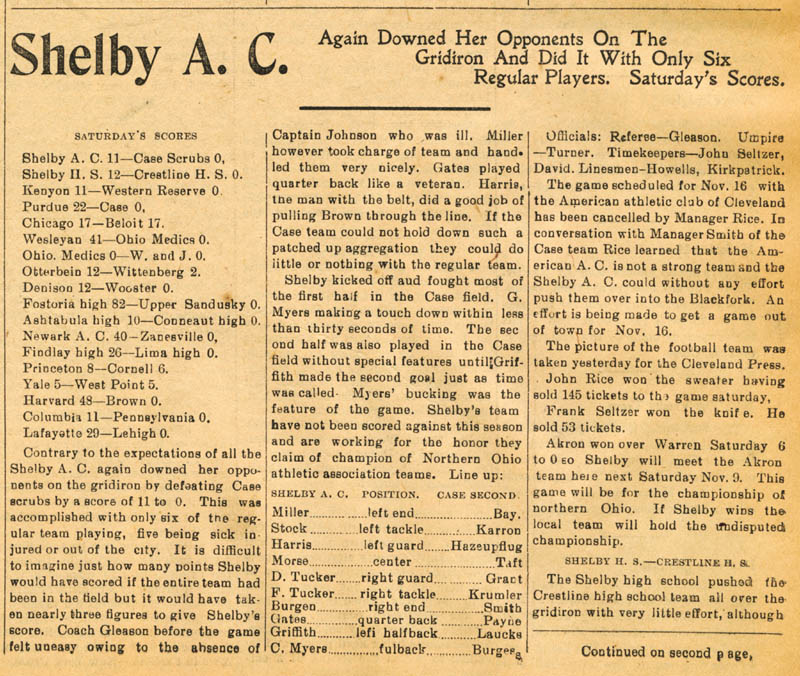 Shelby A. C.
Again Downed Her Opponents On The
Gridiron And Did It With Only Six
Regular Players. Saturday's Scores.
SATURDAY'S SCORES
Shelby A. C. 11—Case Scrubs 0,
Shelby H. S. 12—Crestline H. S. 0.
Kenyon 11—Western Reserve 0.
Purdue 22—Case 0,
Chicago 17—Beloit 17.
Wesleyan 41—Ohio Medics 0.
Ohio. Medics 0—W. and J. 0.
Otterbein 12—Wittenberg 2.
Denison 12—Wooster 0.
Fostoria high 82—Upper Sandusky 0.
Ashtabula high 10—Conneaut high 0.
Newark A. C. 40—Zanesville 0,
Findlay high 26—Lima high 0.
Princeton 8—Cornell 6.
Yale 5—West Point 5.
Harvard 48—Brown 0.
Columbia 11—Pennsylvania 0.
Lafayette 29—Lehigh 0.
Contrary to the expectations of all the
Shelby A. C. again downed her oppo-
nents on the gridiron by defeating Case
scrubs by a score of 11 to 0. This was
accomplished with only six of the reg-
ular team playing, five being sick in-
jured or out of the city. It is difficult
to imagine just how many points Shelby
would have scored if the entire team had
been in the field but it would have tak-
en nearly three figures to give Shelby's
score. Coach Gleason before the game
felt uneasy owing to the absence of
Captain Johnson who was ill. Miller
however took charge of team and hand-
led them very nicely. Gates played
quarter back like a veteran. Harris,
tne man with the belt, did a good job of
pulling Brown through the line. If the
Case team could not hold down such a
patched up aggregation they could do
little or nothing with the regular team.
Shelby kicked off aud fought most of
the first half in the Case field. G.
Myers making a touch down within less
than thirty seconds of time. The sec
ond half was also played in the Case
field without special features until Grif-
fith made the second goal just as time
was called. Myers' bucking was the
feature of the game. Shelby's team
have not been scored against this season
and are working for the honor they
claim of champion of Northern Ohio
athletic association teams. Line up:
SHELBY A. C. POSITION. CASE SECOND.
Miller..............left end..............Bay.
Stock..............left tackle..............Karron
Harris..............left guard..............Hazeupflug
Morse..............center..............Taft
D. Tucker.......right guard..........Grant
F. Tucker.......right tackle.........Krumler
Burgen............right end............Smith
Gates..............quarter back.........Payne
Griffith..........lefi halfback.........Laucks
C. Myers..............fulback...........Burgess
Officials: Referee—Gleason. Umpire
—Turner. Timekeepers—John Seltzer,
David. Linesmen—Howells, Kirkpatrick.
The game scheduled for Nov. 16 with
the American athletic club of Cleveland
has been cancelled by Manager Rice. In
conversation with Manager Smith of the
Case team Rice learned that the Am-
erican A. C. is not a strong team and the
Shelby A. C. could without any effort
push them over into the Blackfork. An
effort is being made to get a game out
of town for Nov. 16.
The picture of the football team was
taken yesterday for the Cleveland Press.
John Rice won the sweater having
sold 145 tickets to the game saturday,
Frank Seltzer won the knife. He
sold 53 tickets.
Akron won over Warren Saturday 6
to 0 so Shelby will meet the Akron
team here next Saturday Nov. 9. This
game will be for the championship of
northern Ohio. If Shelby wins the
local team will hold the undisputed
championship.
SHELBY H. S.—CRESTLINE H. S.
The Shelby high school pushed the
Crestline high school team all over the
gridiron with very little effort, although
Continued on second page,